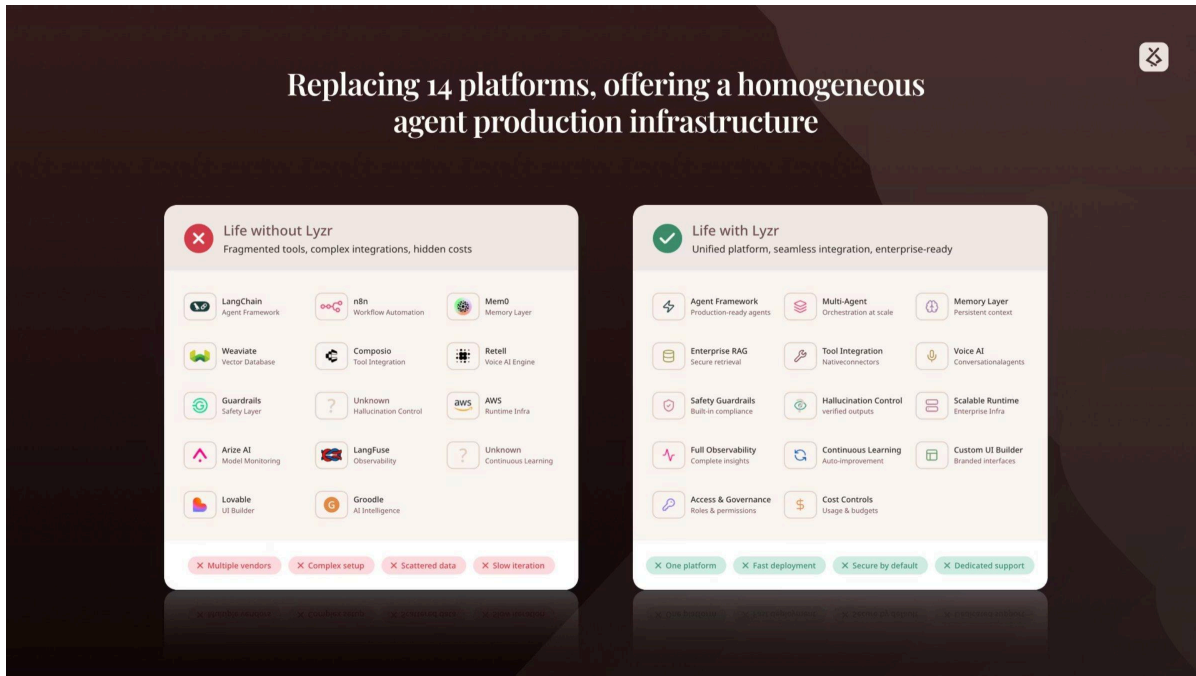 Replacing 14 platforms, offering a homogeneous
agent production infrastructure
Life without Lyzr
Fragmented tools, complex integrations, hidden costs
LangChain
Agent Framework
n8n
Workflow Automation
Mem0
Memory Layer
Weaviate
Vector Database
Composio
Tool Integration
Retell
Voice AI Engine
Guardrails
Safety Layer
?
Unknown
Hallucination Control
aws
AWS
Runtime Infra
Arize AI
Model Monitoring
LangFuse
Observability
?
Unknown
Continuous Learning
Lovable
UI Builder
G
Groodle
AI Intelligence
X Multiple vendors
X Complex setup
X Scattered data
X Slow iteration
Life with Lyzr
Unified platform, seamless integration, enterprise-ready
Agent Framework
Production-ready agents
Multi-Agent
Orchestration at scale
Memory Layer
Persistent context
Enterprise RAG
Secure retrieval
Tool Integration
Nativeconnectors
Voice AI
Conversationalagents
Safety Guardrails
Built-in compliance
Hallucination Control
verified outputs
Scalable Runtime
Enterprise Infra
Full Observability
Complete insights
Continuous Learning
Auto-improvement
Custom UI Builder
Branded interfaces
Access & Governance
Roles & permissions
$
Cost Controls
Usage & budgets
X One platform
X Fast deployment
X Secure by default
X Dedicated support